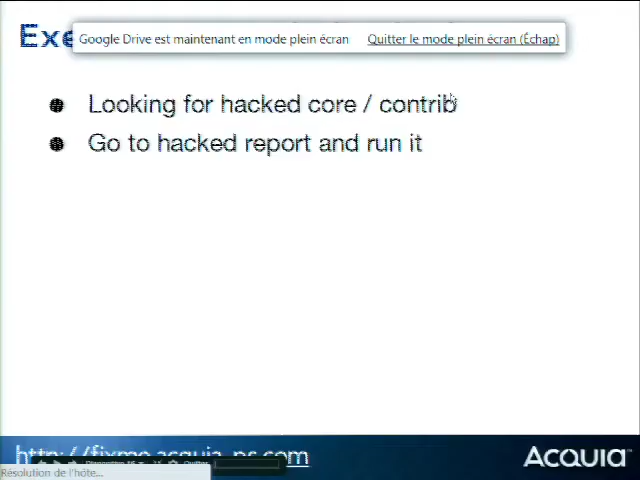 Exe
Google Drive est maintenant en mode plein écran Quitter le mode plein écran (Échap)
Looking for hacked core / contrib
Go to hacked report and run it
http://fixme.acquia-ps.com
Quitter
ACQUIA
Résolution de l'hôte...